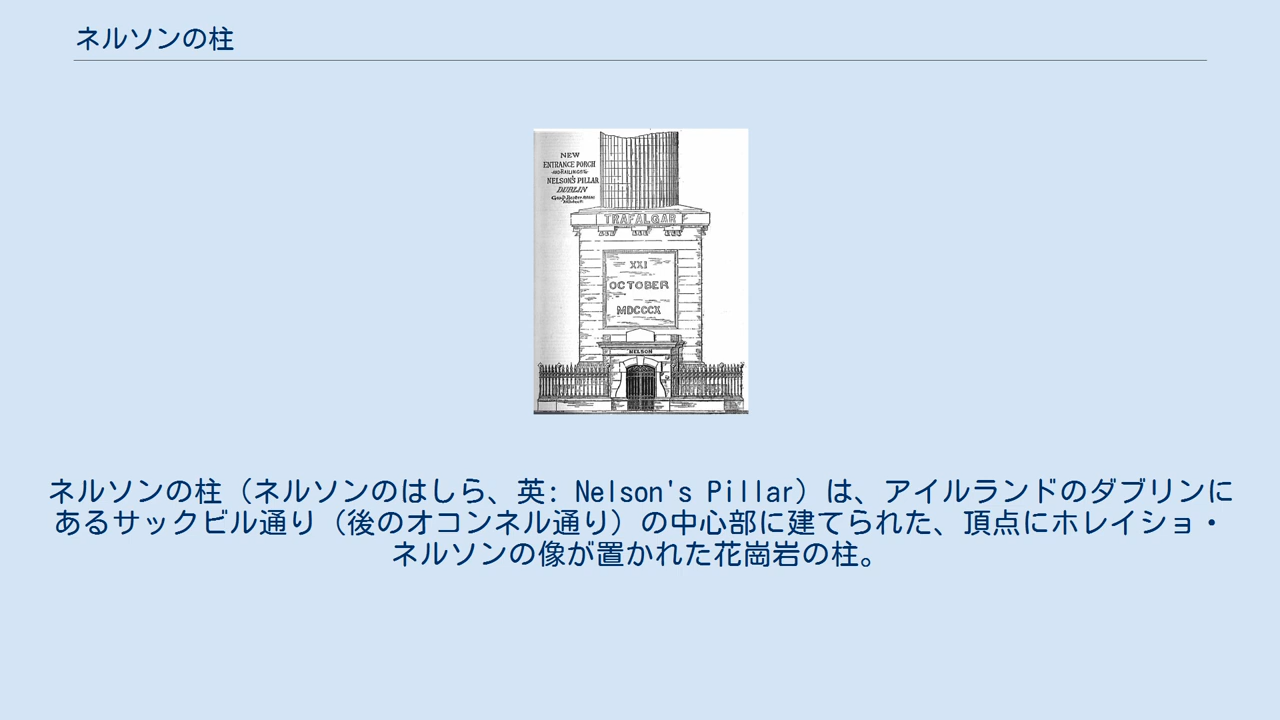 ネルソンの柱
NEW
ENTRANCE PORCH
AND RAILINGS TO
NELSON'S PILLAR
DUBLIN
TRAFALGAR
XXI
OCTOBER
MDCCCX
NELSON
ネルソンの柱（ネルソンのはしら、英: Nelson's Pillar）は、アイルランドのダブリンに
あるサックビル通り（後のオコンネル通り）の中心部に建てられた、頂点にホレイショ・
ネルソンの像が置かれた花崗岩の柱。